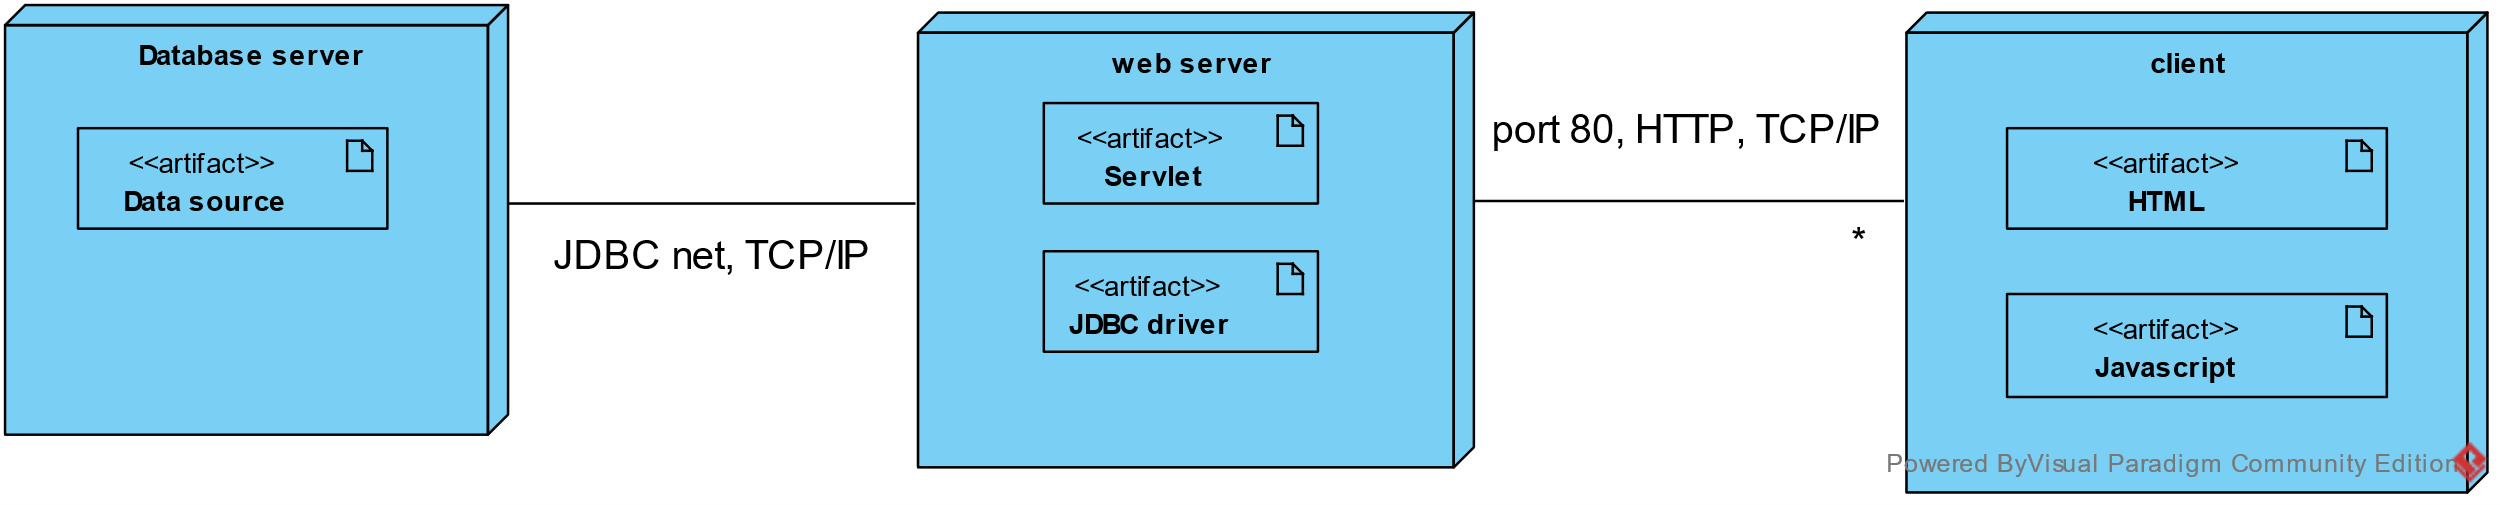 Database server
<<artifact>>
Data source
JDBC net, TCP/IP
web server
<<artifact>>
Servlet
<<artifact>>
JDBC driver
port 80, HTTP, TCP/IP
*
client
<<artifact>>
HTML
<<artifact>>
Javascript
Powered ByVisual Paradigm Community Edition